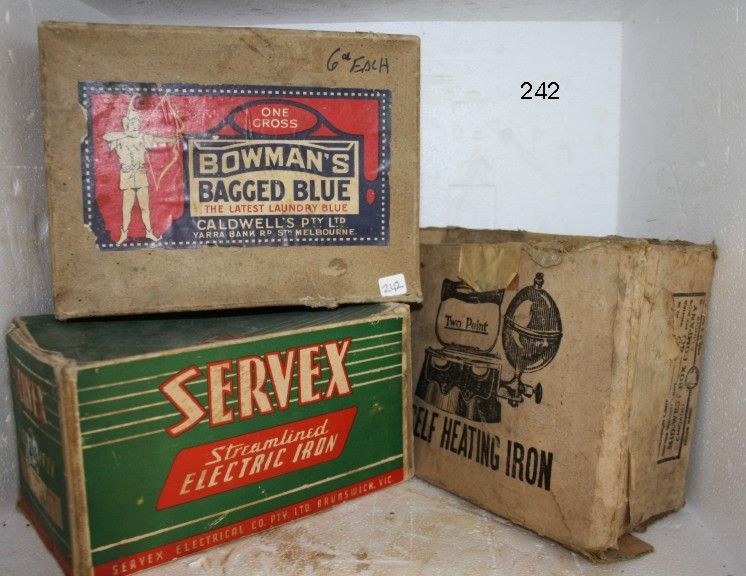 6d EACH
242
ONE
GROSS
BOWMAN'S
BAGGED BLUE
THE LATEST LAUNDRY BLUE
CALDWELL'S PTY LTD
YARRA BANK RD. STH MELBOURNE.
242
Two Point
SELF HEATING IRON
SERVEX
Streamlined
ELECTRIC IRON
SERVEX ELECTRICAL CO. PTY. LTD. BRUNSWICK, VIC